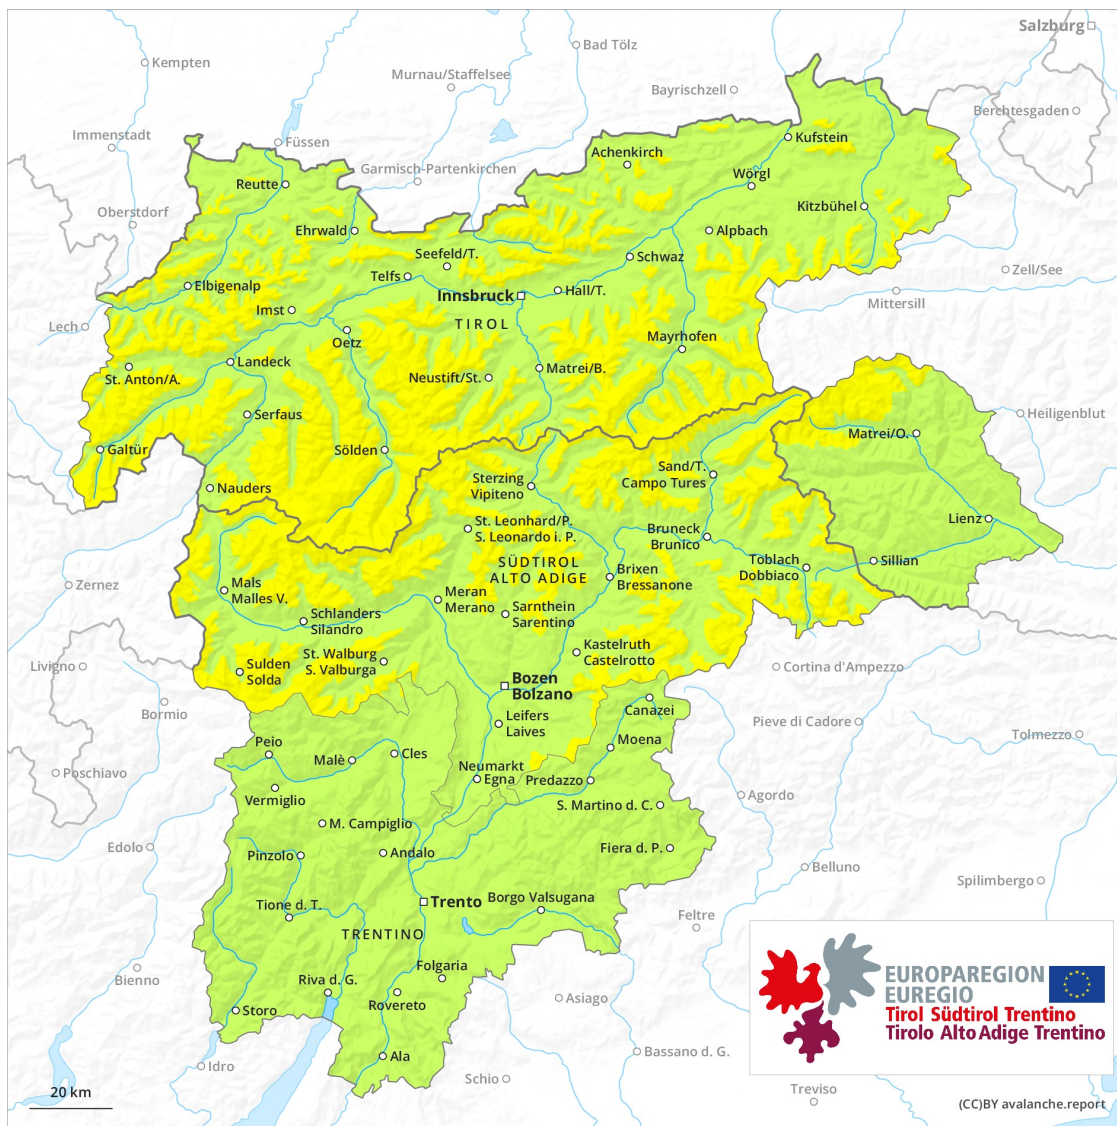 Salzburg
Bad Tölz
Kempten
Murnau/Staffelsee
Bayrischzell
Berchtesgaden
Immenstadt
Füssen
Kufstein
Achenkirch
Garmisch-Partenkirchen
Wörgl
Reutte
Kitzbühel
Oberstdorf
Ehrwald
Alpbach
Seefeld/T.
Schwaz
Telfs
Zell/See
Elbigenalp
Innsbruck
Hall/T.
Mittersill
Imst
TIROL
Lech
Oetz
Mayrhofen
Landeck
Matrei/B.
St. Anton/A.
Neustift/St.
Serfaus
Heiligenblut
Matrei/O.
Galtür
Sölden
Sand/T.
Campo Tures
Sterzing
Vipiteno
Nauders
St. Leonhard/P.
S. Leonardo i. P.
Bruneck
Brunico
Lienz
SÜDTIROL
ALTO ADIGE
Toblach
Dobbiaco
Sillian
Brixen
Bressanone
Zernez
Mals
Malles V.
Meran
Merano
Sarnthein
Sarentino
Schlanders
Silandro
Kastelruth
Castelrotto
St. Walburg
S. Valburga
Livigno
Sulden
Solda
Cortina d'Ampezzo
Bozen
Bolzano
Bormio
Canazei
Leifers
Laives
Pieve di Cadore
Tolmezzo
Peio
Moena
Cles
Malè
Poschiavo
Neumarkt
Egna
Predazzo
Vermiglio
Agordo
S. Martino d. C.
M. Campiglio
Edolo
Pinzolo
Andalo
Fiera d. P.
Belluno
Spilimbergo
Tione d. T.
Trento
Borgo Valsugana
Feltre
TRENTINO
Folgaria
Bienno
Riva d. G.
Rovereto
Asiago
Storo
EUROPAREGION
EUREGIO
Tirol Südtirol Trentino
Tirolo Alto Adige Trentino
Ala
Bassano d. G.
Idro
Schio
Treviso
20 km
(CC)BY avalanche.report